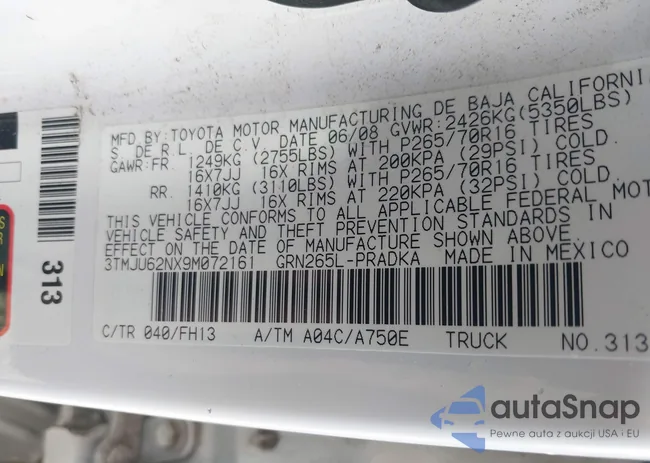 MFD BY:TOYOTA MOTOR MANUFACTURING DE BAJA CALIFORNI
S. DE R.L. DE C.V. DATE 06/08 GVWR:2426KG(5350LBS)
GAWR:FR. 1249KG (2755LBS) WITH P265/70R16 TIRES
16X7JJ 16X RIMS AT 200KPA (29PSI) COLD.
RR. 1410KG (3110LBS) WITH P265/70R16 TIRES
16X7JJ 16X RIMS AT 220KPA (32PSI) COLD.
THIS VEHICLE CONFORMS TO ALL APPLICABLE FEDERAL MOT
VEHICLE SAFETY AND THEFT PREVENTION STANDARDS IN
EFFECT ON THE DATE OF MANUFACTURE SHOWN ABOVE.
3TMJU62NX9M072161 GRN265L-PRADKA MADE IN MEXICO
C/TR 040/FH13 A/TM A04C/A750E TRUCK NO.313
313
autaSnap
Pewne auta z aukcji USA i EU